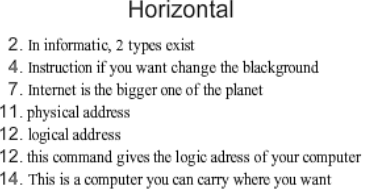 Horizontal
2. In informatic, 2 types exist
4. Instruction if you want change the blackground
7. Internet is the bigger one of the planet
11. physical address
12. logical address
12. this command gives the logic adress of your computer
14. This is a computer you can carry where you want